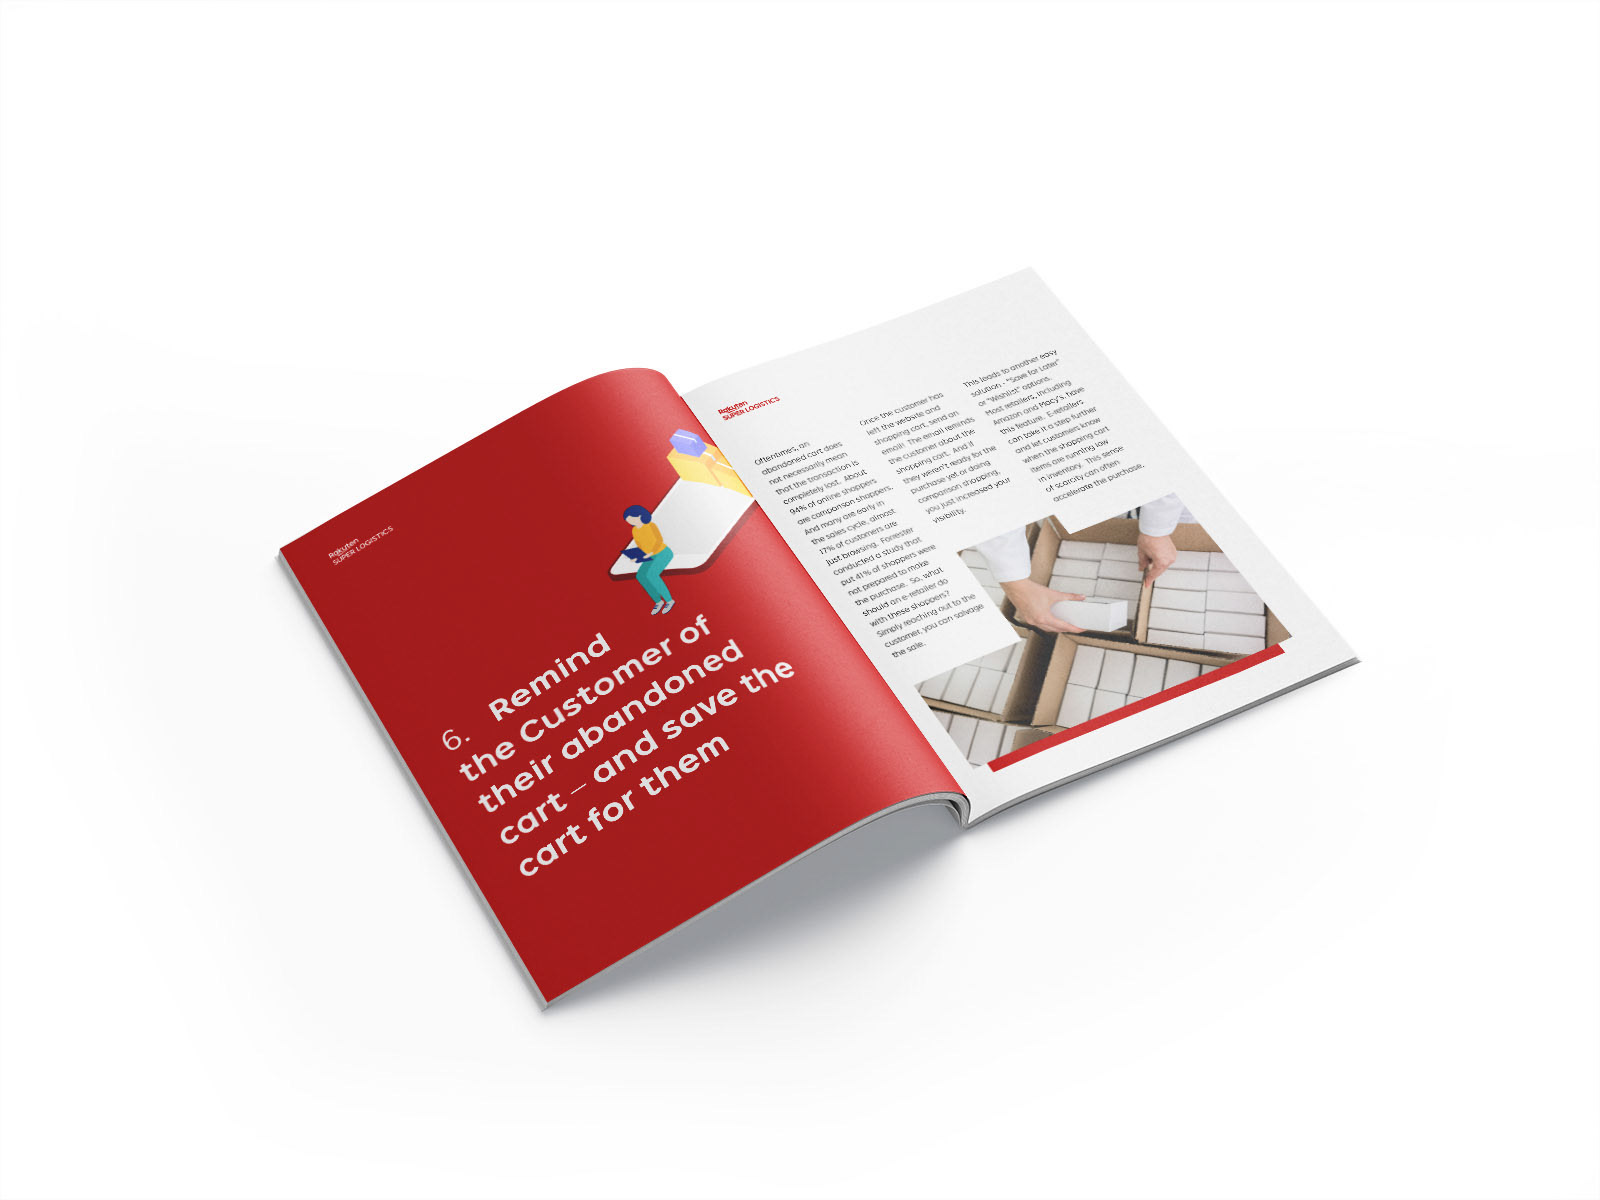 Rakuten
SUPER LOGISTICS
6. Remind
the Customer of
their abandoned
cart – and save the
cart for them
Rakuten
SUPER LOGISTICS
Oftentimes, an
abandoned cart does
not necessarily mean
that the transaction is
completely lost. About
94% of online shoppers
are comparison shoppers.
And many are early in
the sales cycle, almost
17% of customers are
just browsing. Forrester
conducted a study that
put 41% of shoppers were
not prepared to make
the purchase. So, what
should an e-retailer do
with these shoppers?
Simply reaching out to the
customer, you can salvage
the sale.
Once the customer has
left the website and
shopping cart, send an
email! The email reminds
the customer about the
shopping cart. And if
they weren't ready for the
purchase yet or doing
comparison shopping,
you just increased your
visibility.
This leads to another easy
solution - "Save for Later"
or "Wishlist" options.
Most retailers, including
Amazon and Macy's, have
this feature. E-retailers
can take it a step further
and let customers know
when the shopping cart
items are running low
in inventory. This sense
of scarcity can often
accelerate the purchase.